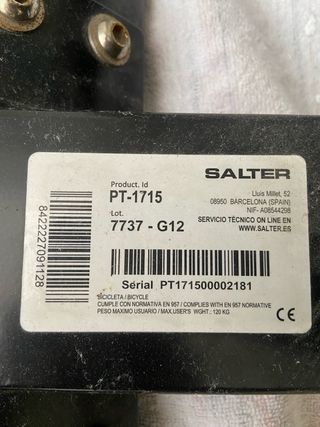 SALTER
Product. Id
PT-1715
Lluis Millet, 52
08950 BARCELONA (SPAIN)
NIF- A08544298
Lot.
7737 - G12
SERVICIO TÉCNICO ON LINE EN
WWW.SALTER.ES
8422227091128
Serial PT171500002181
BICICLETA / BICYCLE
CUMPLE CON NORMATIVA EN 957 / COMPLIES WITH EN 957 NORMATIVE
PESO MAXIMO USUARIO / MAX.USER'S WGHT.: 120 KG
CE